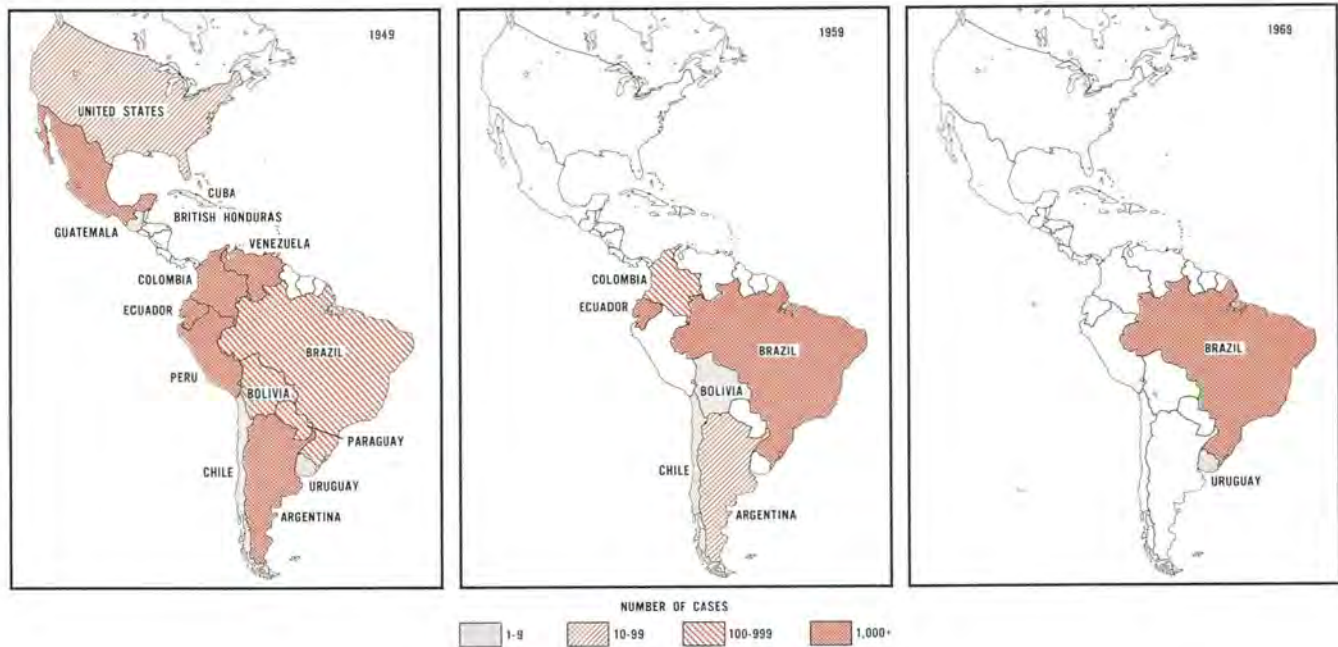 1949
UNITED STATES
CUBA
BRITISH HONDURAS
GUATEMALA
VENEZUELA
COLOMBIA
ECUADOR
BRAZIL
PERU
BOLIVIA
PARAGUAY
CHILE
URUGUAY
ARGENTINA
1959
COLOMBIA
ECUADOR
BRAZIL
BOLIVIA
CHILE
ARGENTINA
1969
BRAZIL
URUGUAY
NUMBER OF CASES
1-9
10-99
100-999
1,000+